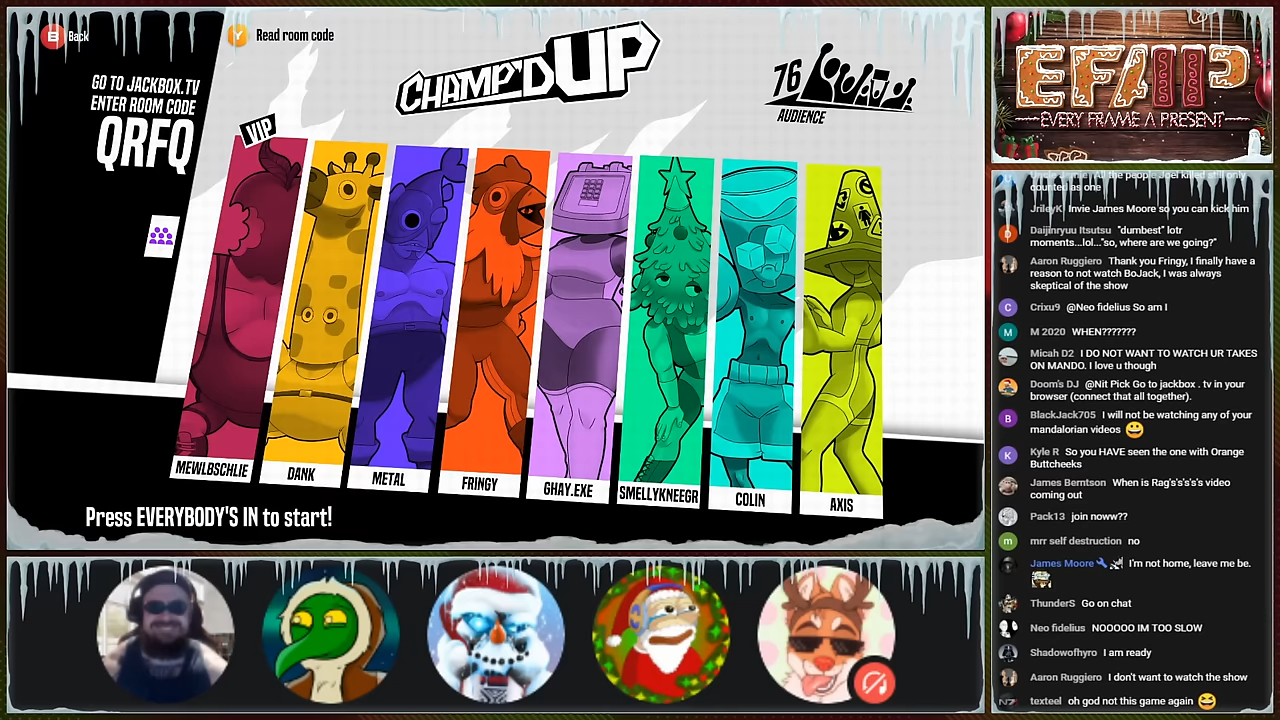 B Back
Y Read room code
GO TO JACKBOX.TV
ENTER ROOM CODE
QRFQ
CHAMP'D UP
76
AUDIENCE
VIP
MEWLBSCHLIE
DANK
METAL
FRINGY
GHAY.EXE
SMELLYKNEEGR
COLIN
AXIS
Press EVERYBODY'S IN to start!
EFAP
EVERY FRAME A PRESENT
All the people Joel killed still only
counted as one
JrileyK Invie James Moore so you can kick him
Daijinryuu Itsutsu "dumbest" lotr
moments...lol..."so, where are we going?"
Aaron Ruggiero Thank you Fringy, I finally have a
reason to not watch BoJack, I was always
skeptical of the show
C Crixu9 @Neo fidelius So am I
M M 2020 WHEN???????
Micah D2 I DO NOT WANT TO WATCH UR TAKES
ON MANDO. I love u though
Doom's DJ @Nit Pick Go to jackbox . tv in your
browser (connect that all together).
B BlackJack705 I will not be watching any of your
mandalorian videos
K Kyle R So you HAVE seen the one with Orange
Buttcheeks
James Berntson When is Rag's's's's's video
coming out
Pack13 join noww??
m mrr self destruction no
James Moore I'm not home, leave me be.
ThunderS Go on chat
Neo fidelius NOOOOO IM TOO SLOW
Shadowofhyro I am ready
Aaron Ruggiero I don't want to watch the show
N7 texteel oh god not this game again